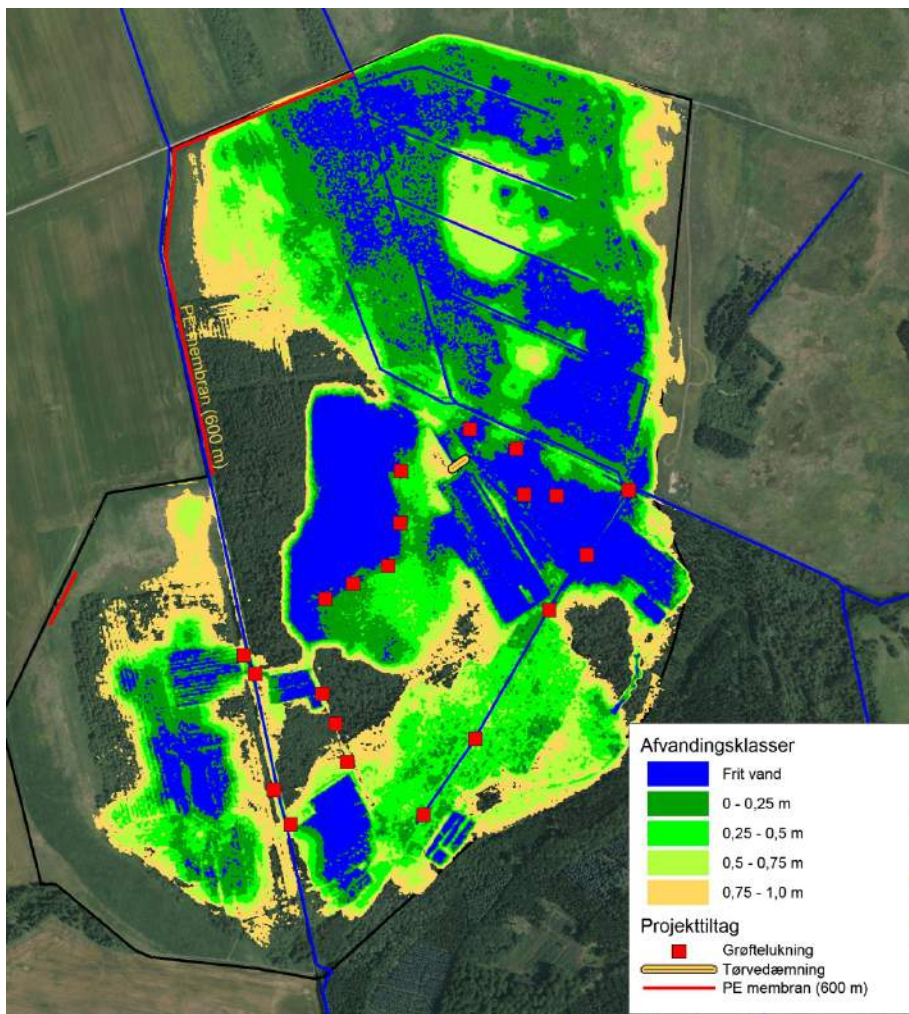 PE membran (600 m)
Afvandingsklasser
Frit vand
0 - 0,25 m
0,25 - 0,5 m
0,5 - 0,75 m
0,75 - 1,0 m
Projekttiltag
Grøftelukning
Tørvedæmning
PE membran (600 m)